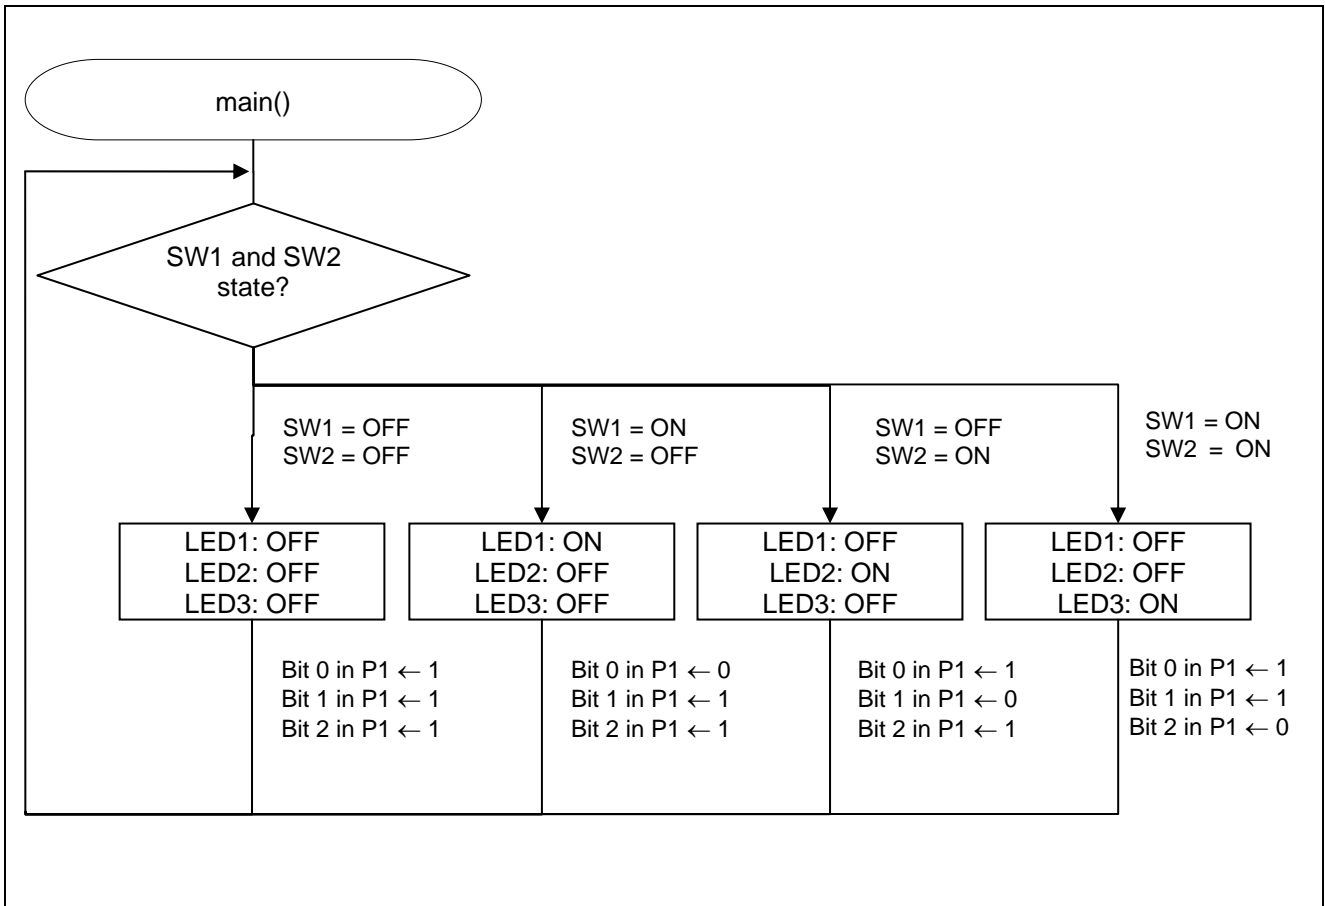 main()
SW1 and SW2
state?
SW1 = OFF
SW2 = OFF
SW1 = ON
SW2 = OFF
SW1 = OFF
SW2 = ON
SW1 = ON
SW2 = ON
LED1: OFF
LED2: OFF
LED3: OFF
LED1: ON
LED2: OFF
LED3: OFF
LED1: OFF
LED2: ON
LED3: OFF
LED1: OFF
LED2: OFF
LED3: ON
Bit 0 in P1 ← 1
Bit 1 in P1 ← 1
Bit 2 in P1 ← 1
Bit 0 in P1 ← 0
Bit 1 in P1 ← 1
Bit 2 in P1 ← 1
Bit 0 in P1 ← 1
Bit 1 in P1 ← 0
Bit 2 in P1 ← 1
Bit 0 in P1 ← 1
Bit 1 in P1 ← 1
Bit 2 in P1 ← 0